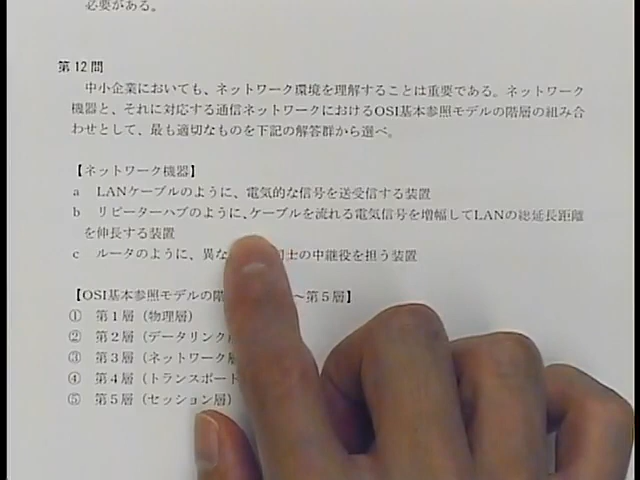 必要がある。
第12問
中小企業においても、ネットワーク環境を理解することは重要である。ネットワーク
機器と、それに対応する通信ネットワークにおけるOSI基本参照モデルの階層の組み合
わせとして、最も適切なものを下記の解答群から選べ。
【ネットワーク機器】
a LANケーブルのように、電気的な信号を送受信する装置
b リピーターハブのように、ケーブルを流れる電気信号を増幅してLANの総延長距離
を伸長する装置
c ルータのように、異な 士の中継役を担う装置
【OSI基本参照モデルの階 ～第5層】
① 第1層（物理層）
② 第2層（データリンク
③ 第3層（ネットワーク層
④ 第4層（トランスポート
⑤ 第5層（セッション層）